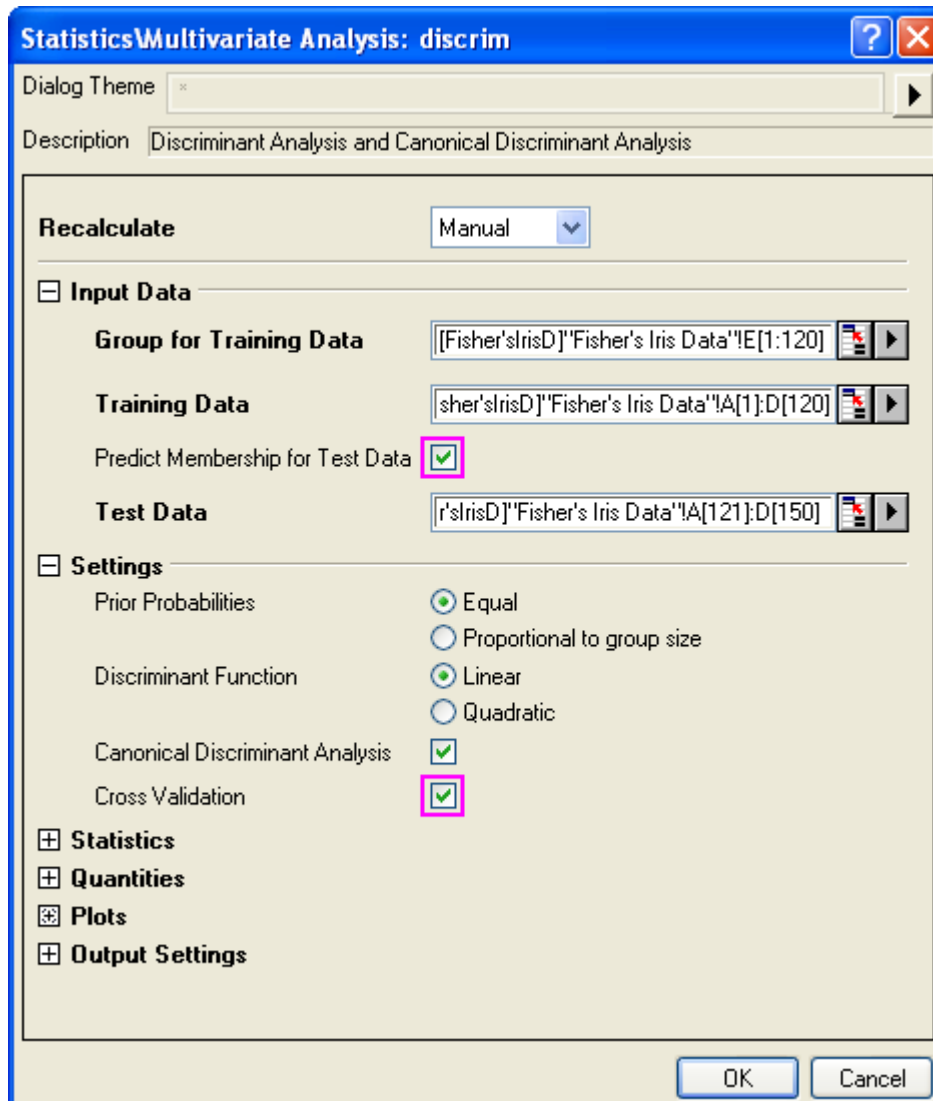 Statistics\Multivariate Analysis: discrim
Dialog Theme *
Description Discriminant Analysis and Canonical Discriminant Analysis
Recalculate Manual
Input Data
Group for Training Data [Fisher'sIrisD]"Fisher's Iris Data"!E[1:120]
Training Data sher'sIrisD]"Fisher's Iris Data"!A[1]:D[120]
Predict Membership for Test Data
Test Data r'sIrisD]"Fisher's Iris Data"!A[121]:D[150]
Settings
Prior Probabilities Equal
Proportional to group size
Discriminant Function Linear
Quadratic
Canonical Discriminant Analysis
Cross Validation
Statistics
Quantities
Plots
Output Settings
OK Cancel